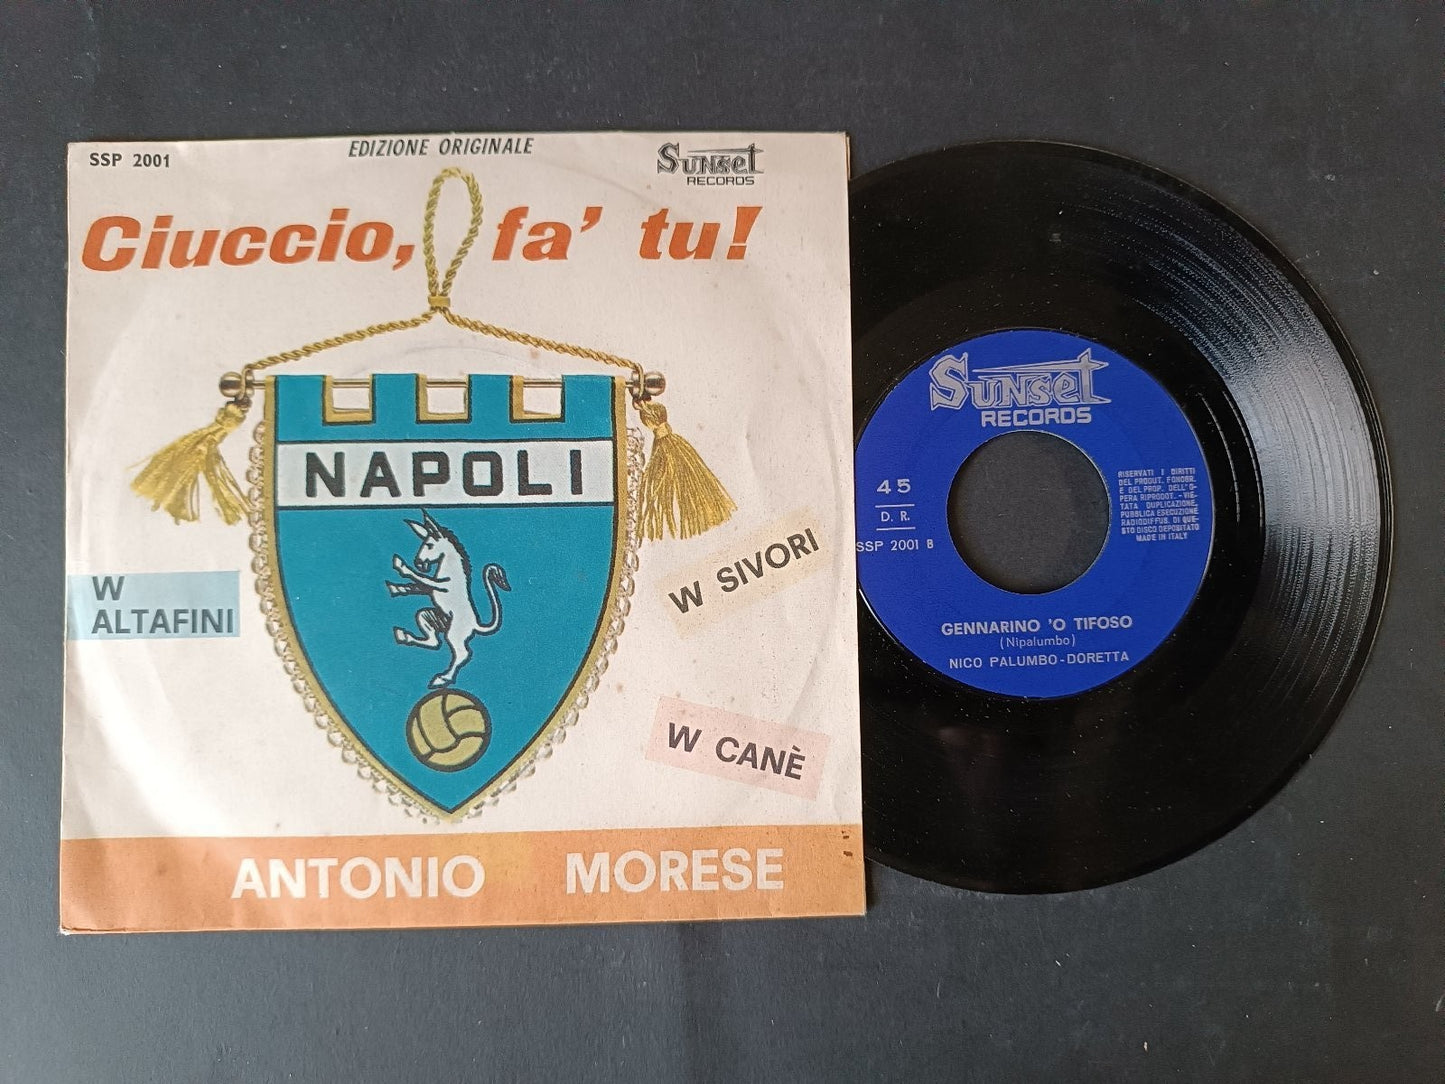 SSP 2001
EDIZIONE ORIGINALE
SUNSET
RECORDS
Ciuccio, fa' tu!
NAPOLI
W
ALTAFINI
W SIVORI
W CANÈ
ANTONIO MORESE
SUNSET
RECORDS
45
D. R.
SSP 2001 B
RISERVATI I DIRITTI
DEL PRODUT. FONOGR.
E DEL PROP. DELL'O-
PERA RIPRODOT. - VIE-
TATA DUPLICAZIONE,
PUBBLICA ESECUZIONE
RADIODIFFUS. DI QUE-
STO DISCO DEPOSITATO
MADE IN ITALY
GENNARINO 'O TIFOSO
(Nipalumbo)
NICO PALUMBO - DORETTA